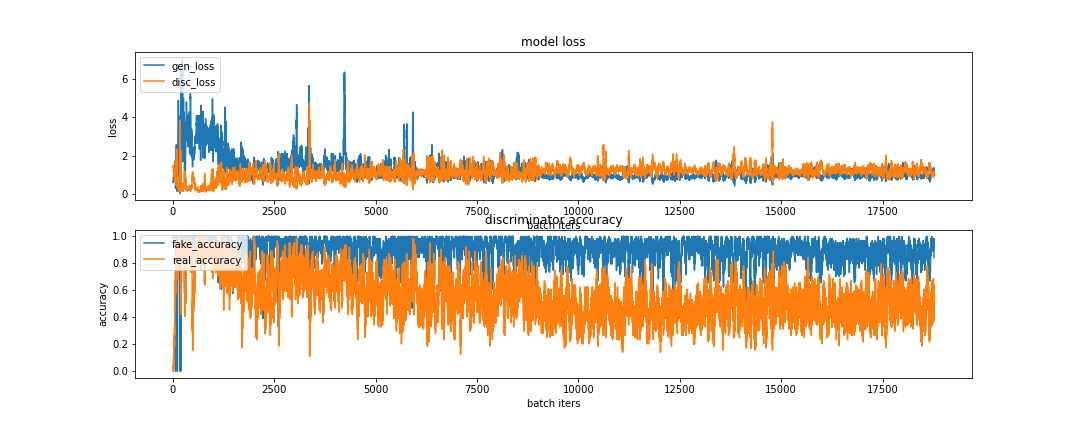 model loss
gen_loss
disc_loss
loss
6
4
2
0
0 2500 5000 7500 10000 12500 15000 17500
batch iters
discriminator accuracy
fake_accuracy
real_accuracy
accuracy
1.0
0.8
0.6
0.4
0.2
0.0
0 2500 5000 7500 10000 12500 15000 17500
batch iters